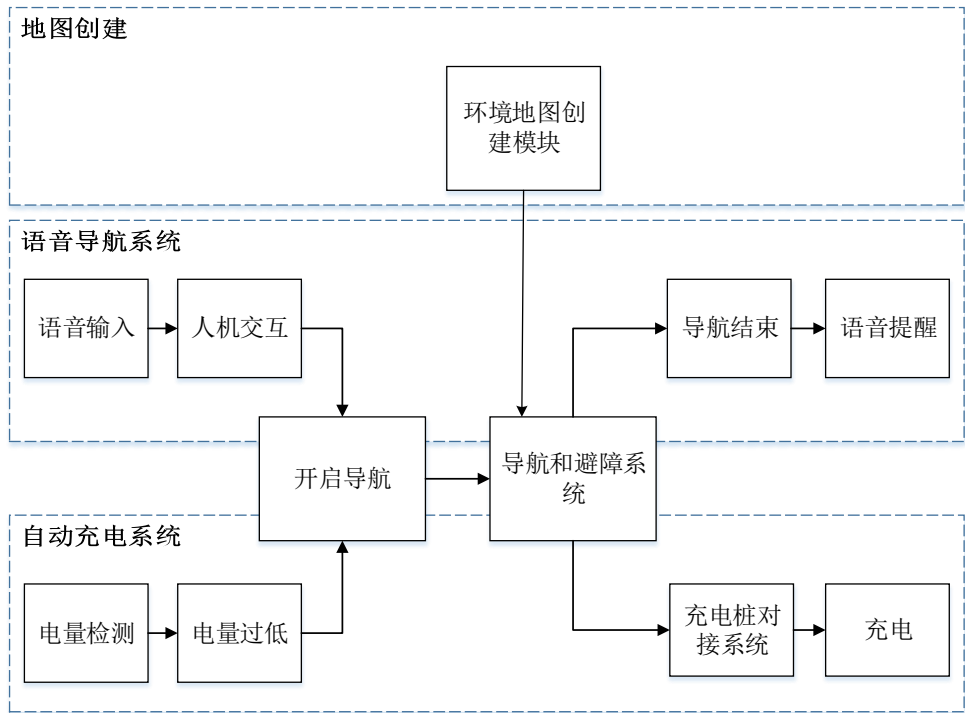 地图创建
环境地图创
建模块
语音导航系统
语音输入
人机交互
导航结束
语音提醒
开启导航
导航和避障系
统
自动充电系统
电量检测
电量过低
充电桩对
接系统
充电